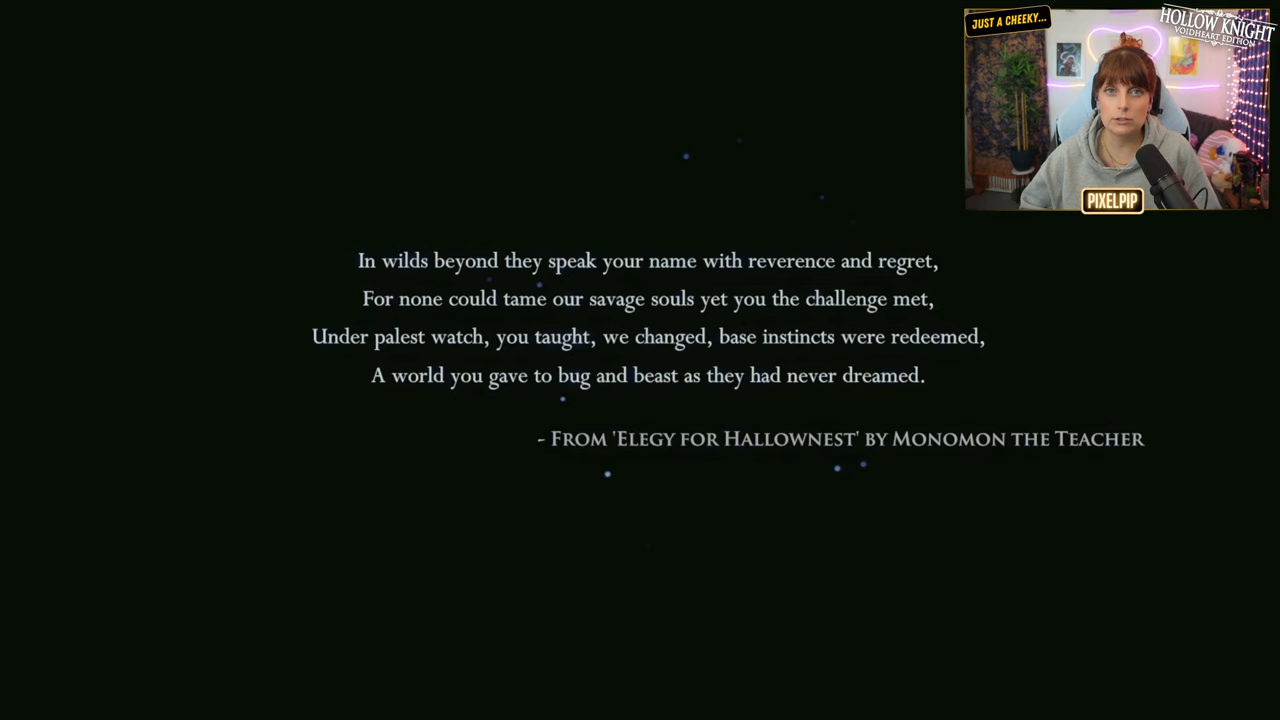 JUST A CHEEKY...
HOLLOW KNIGHT
VOIDHEART EDITION
PIXELPIP
In wilds beyond they speak your name with reverence and regret,
For none could tame our savage souls yet you the challenge met,
Under palest watch, you taught, we changed, base instincts were redeemed,
A world you gave to bug and beast as they had never dreamed.
- From 'Elegy for Hallownest' by Monomon the Teacher